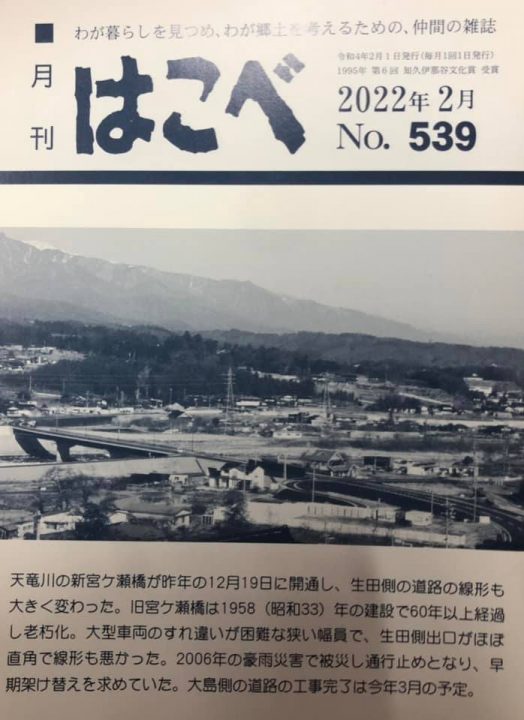 わが暮らしを見つめ、わが郷土を考えるための、仲間の雑誌
■月刊
はこべ
令和4年2月1日発行(毎月1回1日発行)
1995年 第6回 知久伊那谷文化賞 受賞
2022年2月
No. 539
天竜川の新宮ケ瀬橋が昨年の12月19日に開通し、生田側の道路の線形も
大きく変わった。旧宮ケ瀬橋は1958(昭和33)年の建設で60年以上経過
し老朽化。大型車両のすれ違いが困難な狭い幅員で、生田側出口がほぼ
直角で線形も悪かった。2006年の豪雨災害で被災し通行止めとなり、早
期架け替えを求めていた。大島側の道路の工事完了は今年3月の予定。